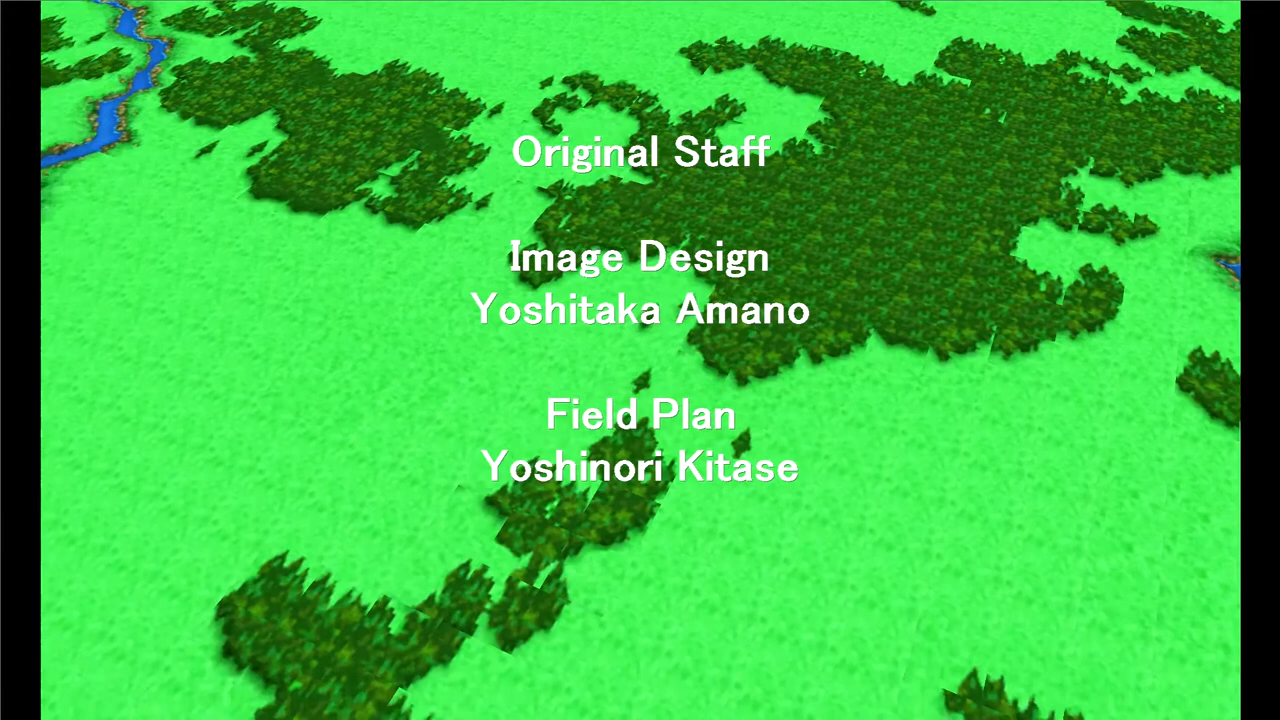 Original Staff
Image Design
Yoshitaka Amano
Field Plan
Yoshinori Kitase